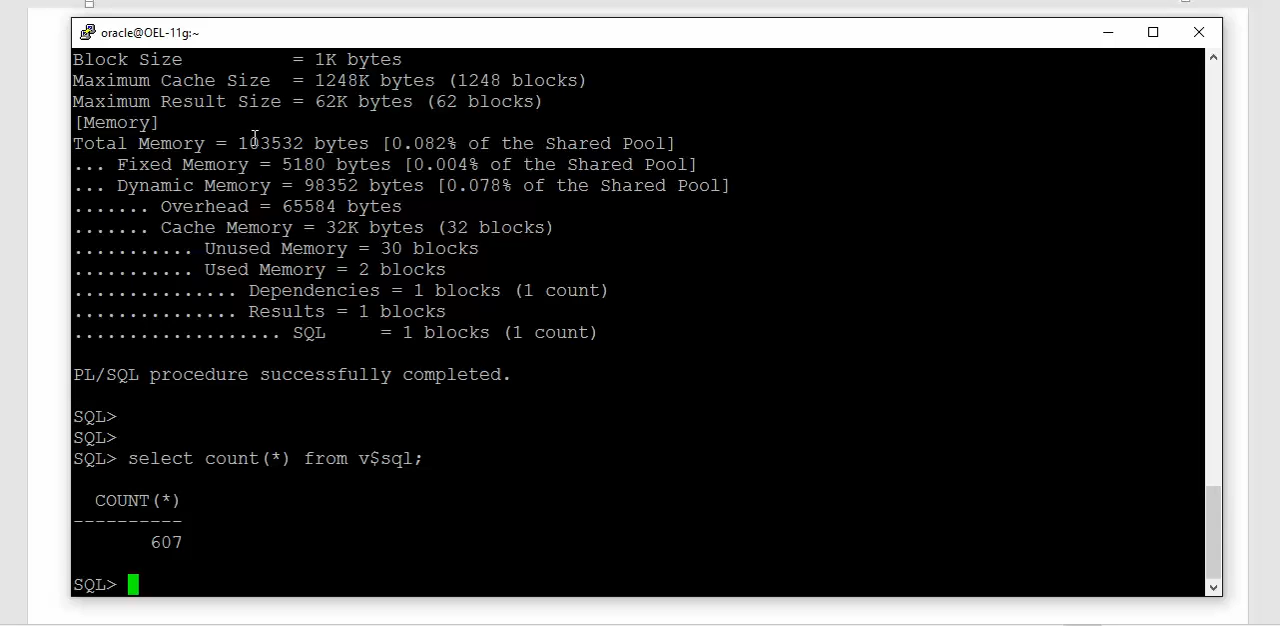 oracle@OEL-11g:~
Block Size          = 1K bytes
Maximum Cache Size  = 1248K bytes (1248 blocks)
Maximum Result Size = 62K bytes (62 blocks)
[Memory]
Total Memory = 103532 bytes [0.082% of the Shared Pool]
... Fixed Memory = 5180 bytes [0.004% of the Shared Pool]
... Dynamic Memory = 98352 bytes [0.078% of the Shared Pool]
....... Overhead = 65584 bytes
....... Cache Memory = 32K bytes (32 blocks)
........... Unused Memory = 30 blocks
........... Used Memory = 2 blocks
............... Dependencies = 1 blocks (1 count)
............... Results = 1 blocks
................... SQL     = 1 blocks (1 count)
PL/SQL procedure successfully completed.
SQL>
SQL>
SQL> select count(*) from v$sql;
  COUNT(*)
----------
       607
SQL>